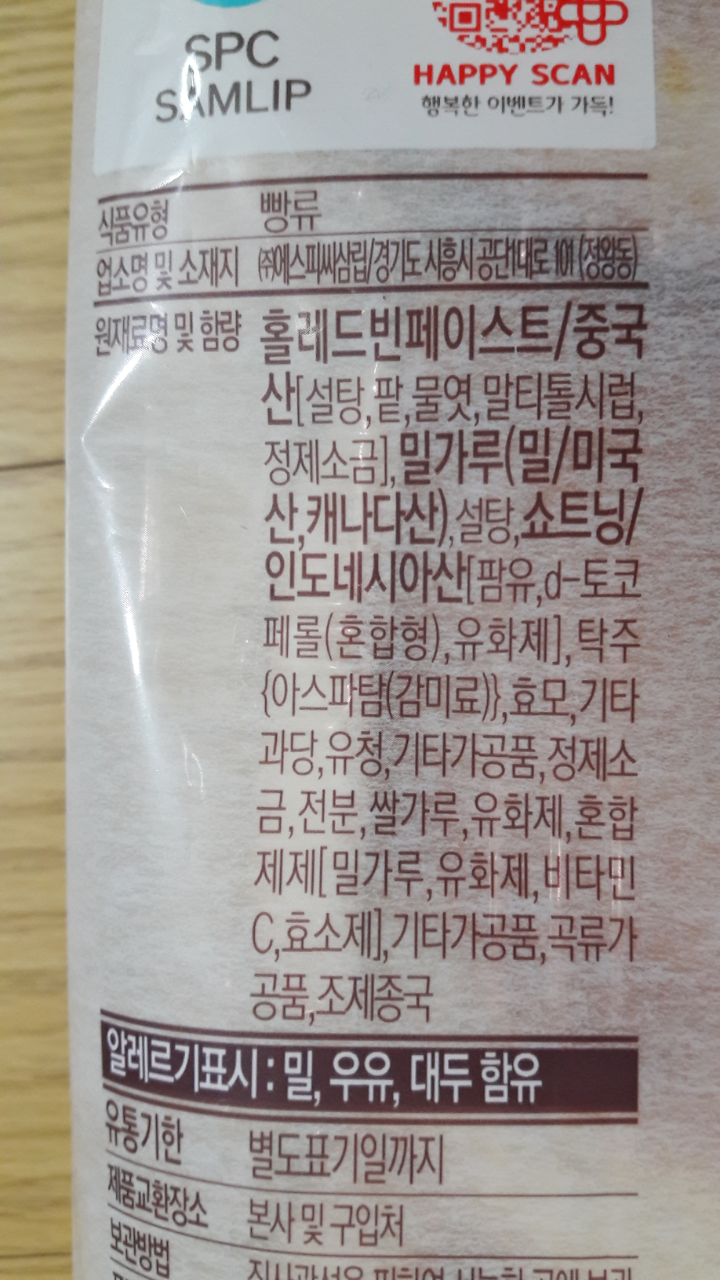 SPC
SAMLIP
HAPPY SCAN
행복한 이벤트가 가득!
식품유형 빵류
업소명 및 소재지 ㈜에스피씨삼립/경기도 시흥시 공단1대로 101 (정왕동)
원재료명 및 함량 홀레드빈페이스트/중국
산[설탕,팥,물엿,말티톨시럽,
정제소금],밀가루(밀/미국
산,캐나다산),설탕,쇼트닝/
인도네시아산[팜유,d-토코
페롤(혼합형),유화제],탁주
{아스파탐(감미료)},효모,기타
과당,유청,기타가공품,정제소
금,전분,쌀가루,유화제,혼합
제제[밀가루,유화제,비타민
C,효소제],기타가공품,곡류가
공품,조제종국
알레르기표시 : 밀, 우유, 대두 함유
유통기한 별도표기일까지
제품교환장소 본사 및 구입처
보관방법